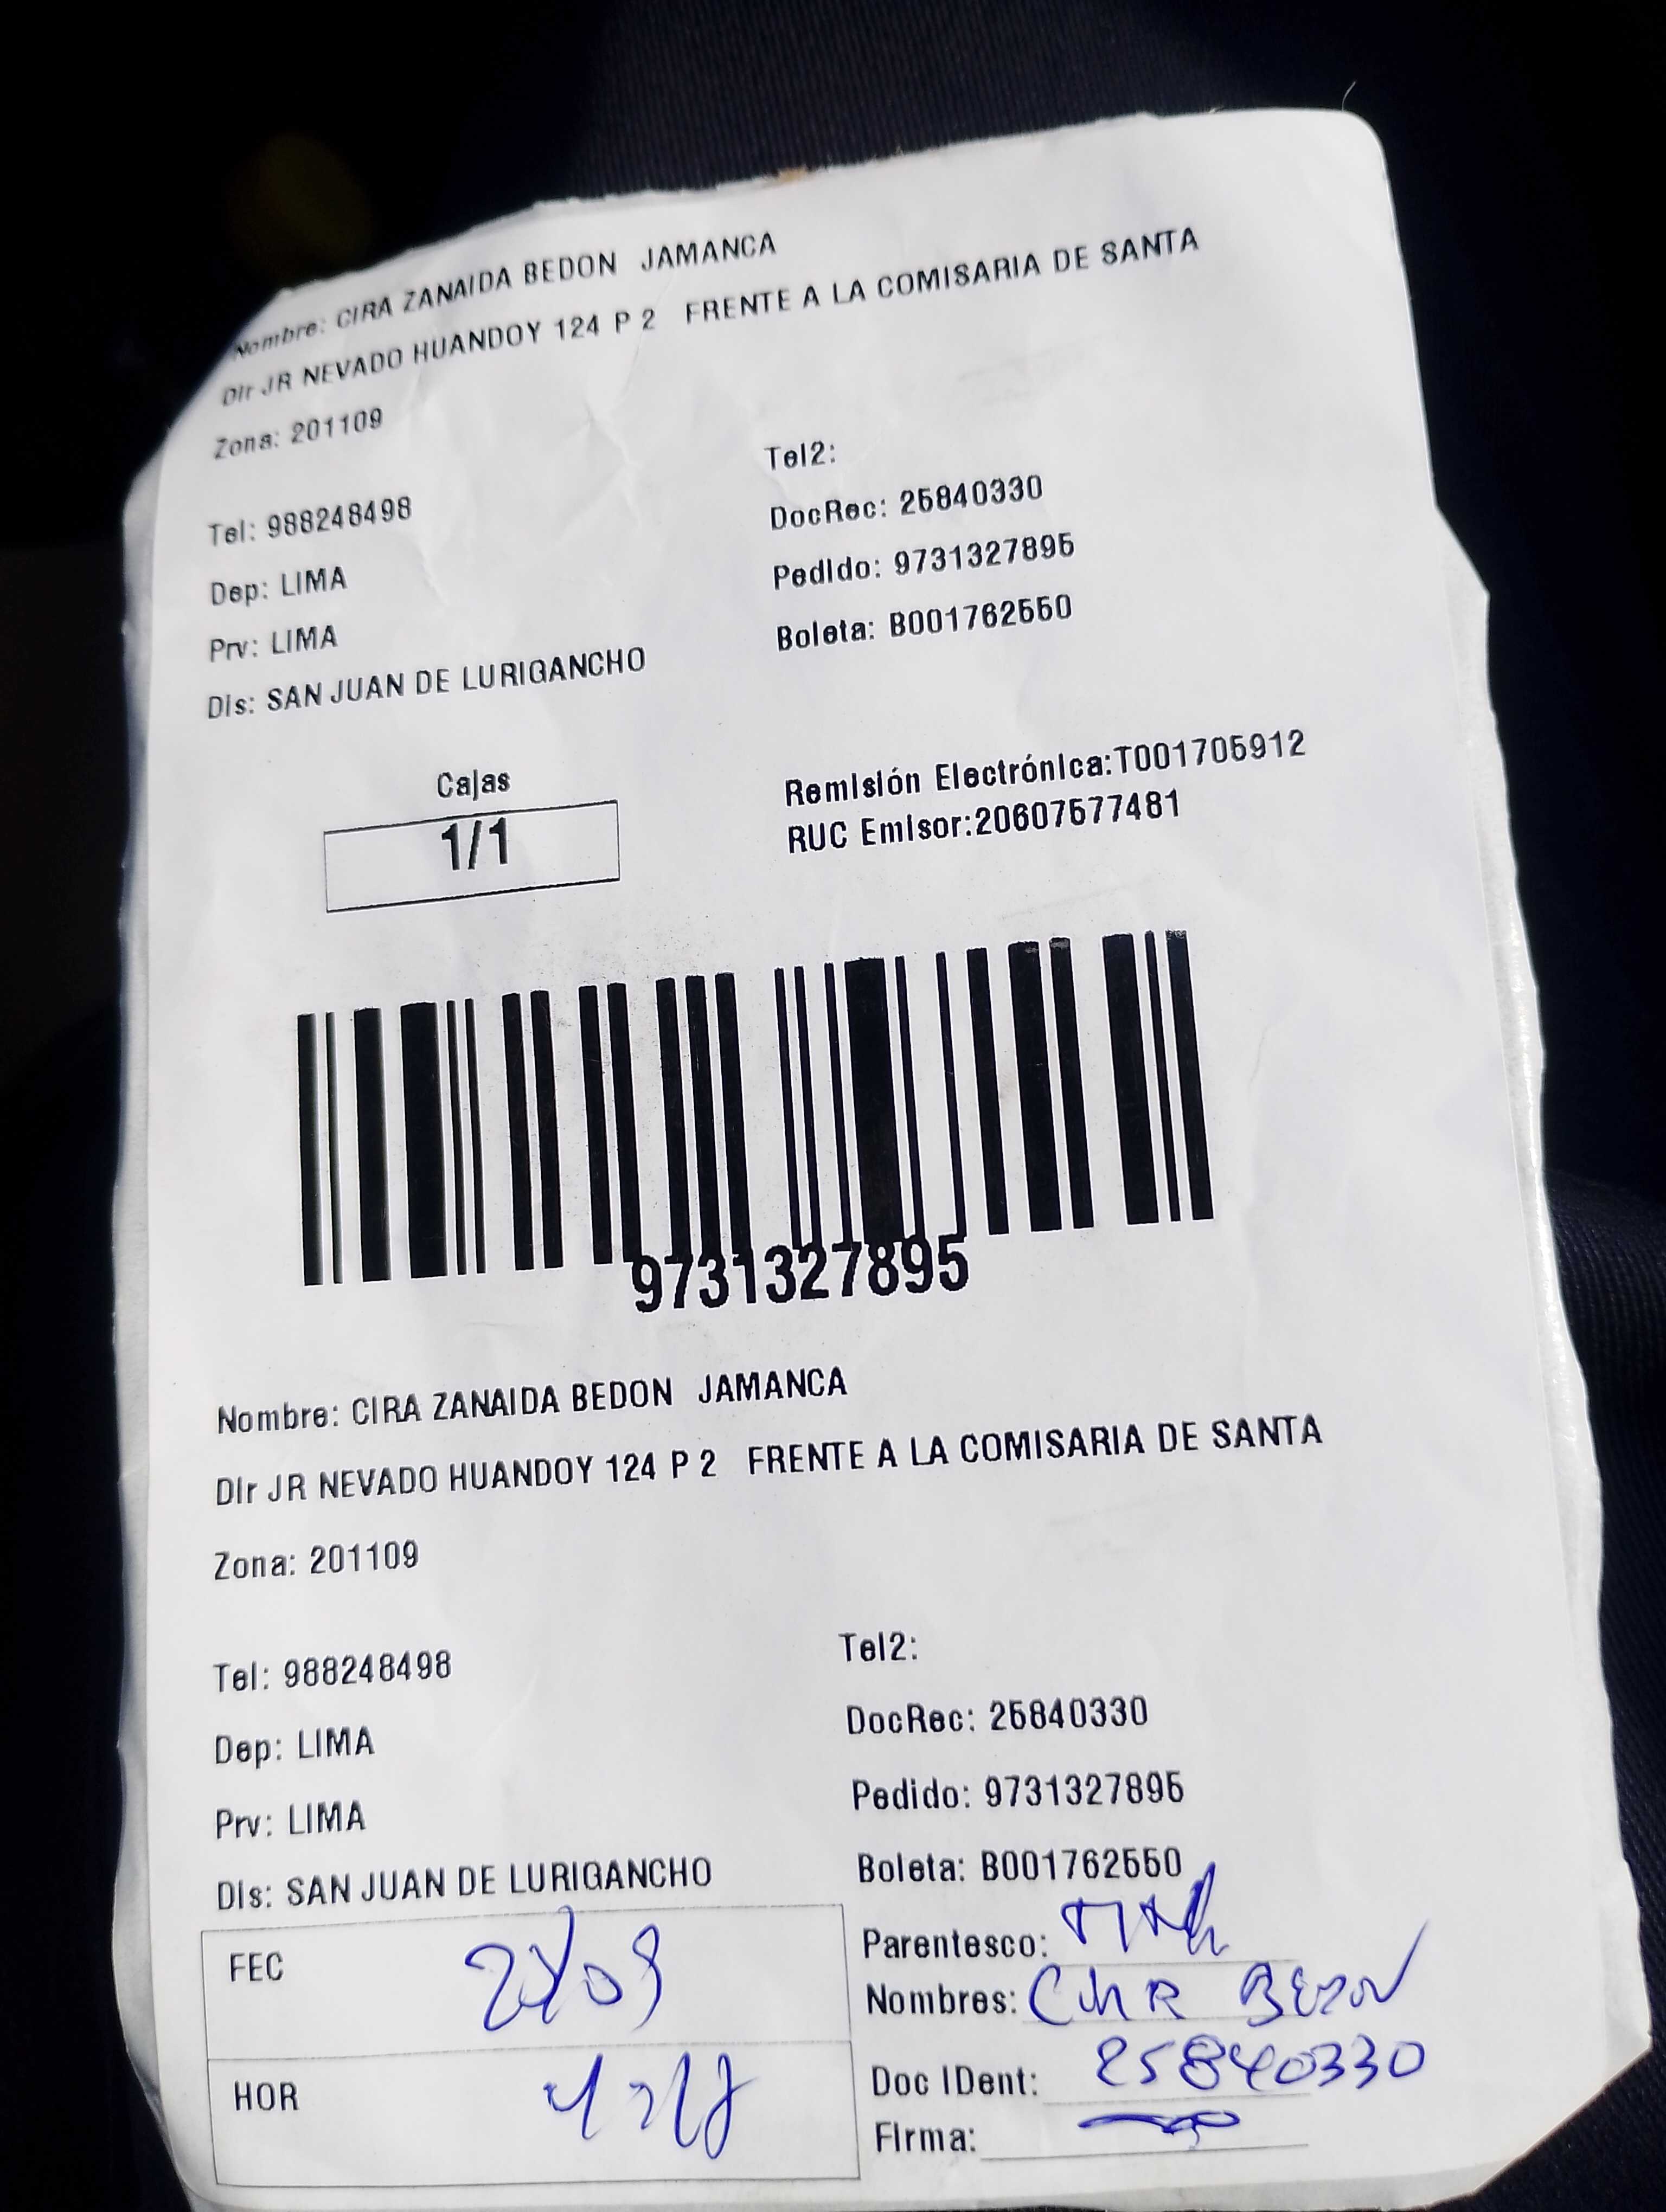 Nombre: CIRA ZANAIDA BEDON JAMANCA
Dir JR NEVADO HUANDOY 124 P 2 FRENTE A LA COMISARIA DE SANTA
Zona: 201109
Tel: 988248498
Tel2:
Dep: LIMA
DocRec: 25840330
Prv: LIMA
Pedido: 9731327895
Dis: SAN JUAN DE LURIGANCHO
Boleta: B001762550
Cajas
1/1
Remisión Electrónica:T001705912
RUC Emisor:20607577481
9731327895
Nombre: CIRA ZANAIDA BEDON JAMANCA
Dir JR NEVADO HUANDOY 124 P 2 FRENTE A LA COMISARIA DE SANTA
Zona: 201109
Tel: 988248498
Tel2:
Dep: LIMA
DocRec: 25840330
Prv: LIMA
Pedido: 9731327895
Dis: SAN JUAN DE LURIGANCHO
Boleta: B001762550
FEC
Parentesco:
Nombres: BEDON
HOR
Doc IDent: 25840330
Firma: